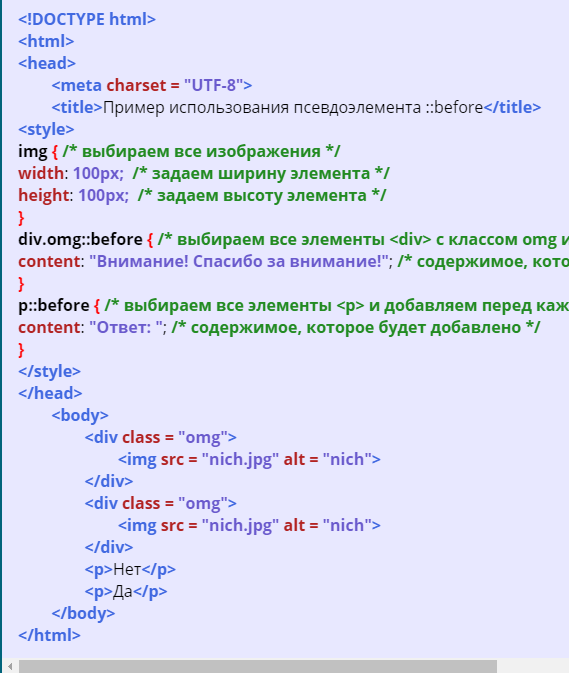 <!DOCTYPE html>
<html>
<head>
<meta charset = "UTF-8">
<title>Пример использования псевдоэлемента ::before</title>
<style>
img { /* выбираем все изображения */
width: 100px;  /* задаем ширину элемента */
height: 100px;  /* задаем высоту элемента */
}
div.omg::before { /* выбираем все элементы <div> с классом omg и
content: "Внимание! Спасибо за внимание!"; /* содержимое,
}
p::before { /* выбираем все элементы <p> и добавляем перед
content: "Ответ: "; /* содержимое, которое будет добавлено */
}
</style>
</head>
<body>
<div class = "omg">
<img src = "nich.jpg" alt = "nich">
</div>
<div class = "omg">
<img src = "nich.jpg" alt = "nich">
</div>
<p>Нет</p>
<p>Да</p>
</body>
</html>